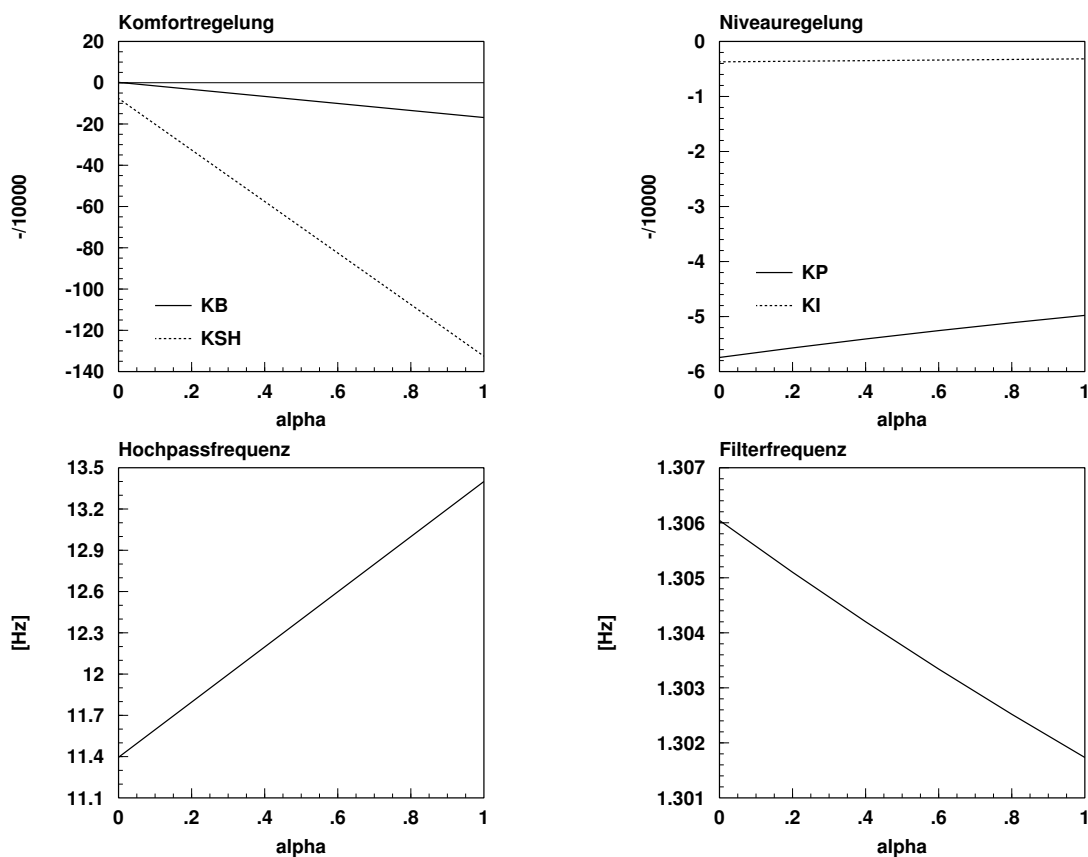 Komfortregelung
20
0
-20
-40
-60
-80
-100
-120
-140
-/10000
KB
KSH
0 .2 .4 .6 .8 1
alpha
Niveauregelung
0
-1
-2
-3
-4
-5
-6
-/10000
KP
KI
0 .2 .4 .6 .8 1
alpha
Hochpassfrequenz
13.5
13.2
12.9
12.6
12.3
12
11.7
11.4
11.1
[Hz]
0 .2 .4 .6 .8 1
alpha
Filterfrequenz
1.307
1.306
1.305
1.304
1.303
1.302
1.301
[Hz]
0 .2 .4 .6 .8 1
alpha